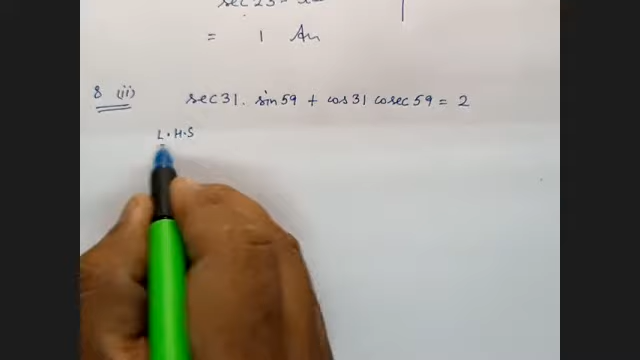 = 1 An
8 (ii) sec 31. sin 59 + cos 31 cosec 59 = 2
L.H.S